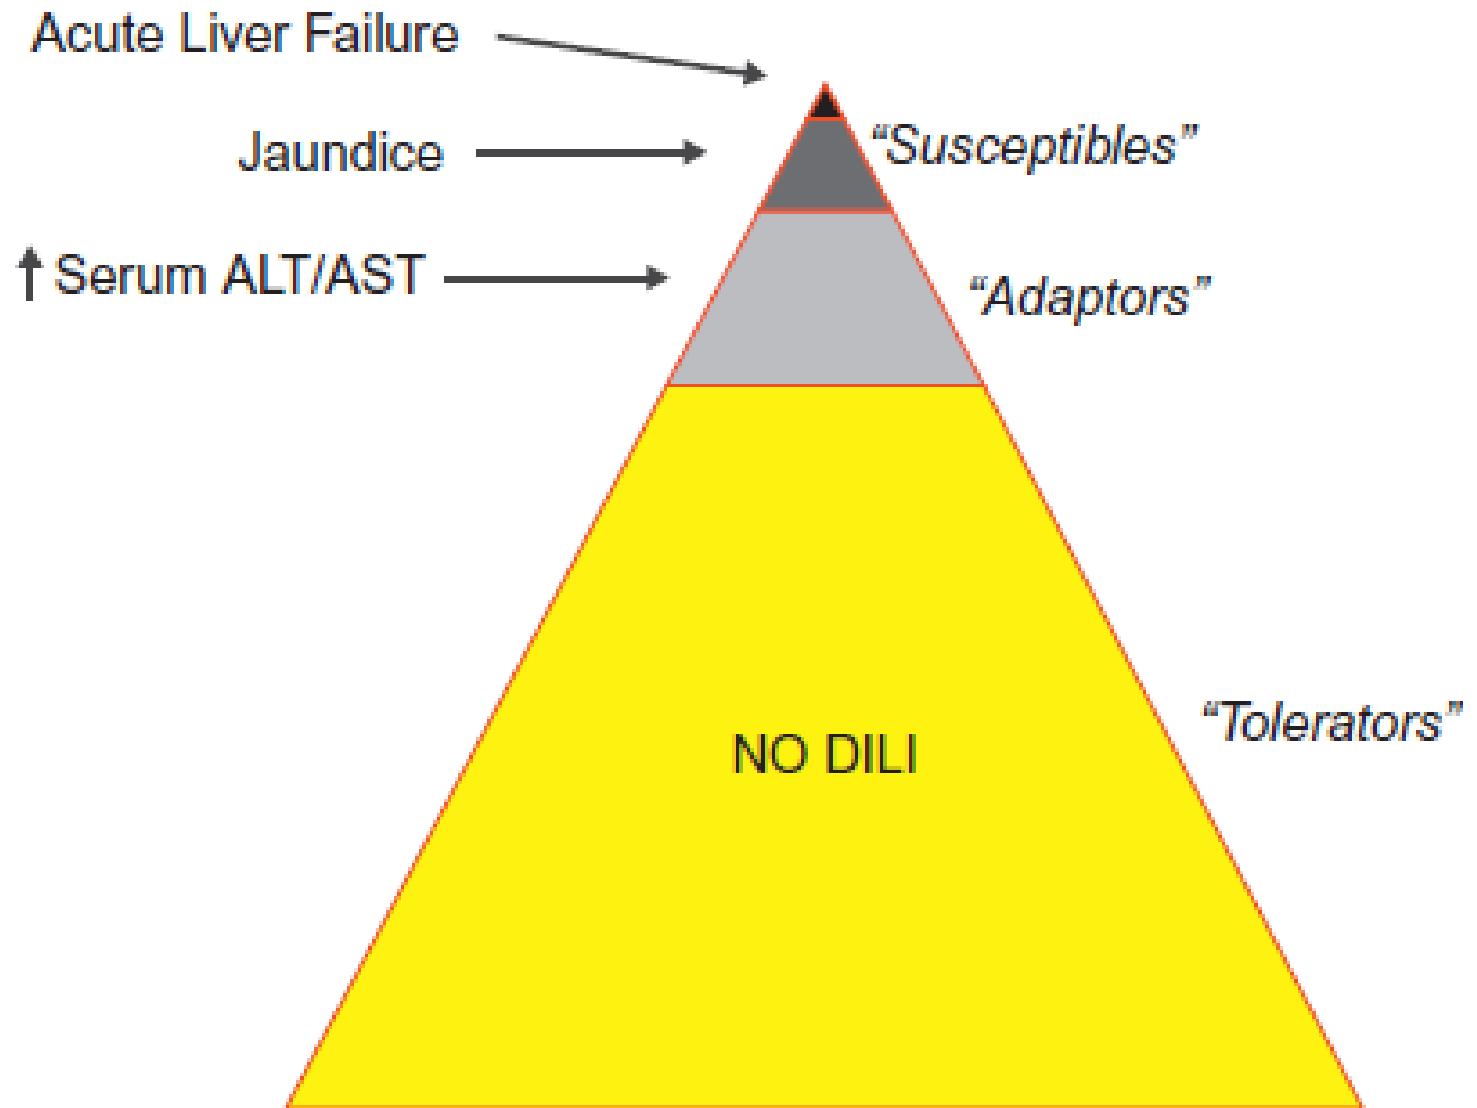 Acute Liver Failure
Jaundice
“Susceptibles”
↑ Serum ALT/AST
“Adaptors”
“Tolerators”
NO DILI